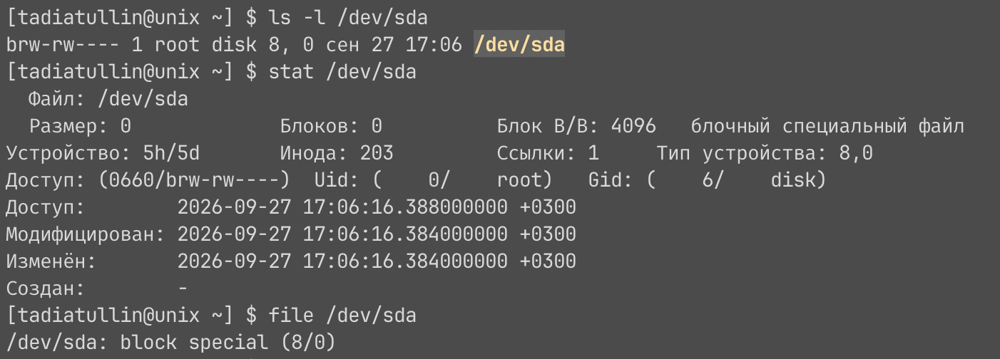 [tadiatullin@unix ~] $ ls -l /dev/sda
brw-rw---- 1 root disk 8, 0 сен 27 17:06 /dev/sda
[tadiatullin@unix ~] $ stat /dev/sda
  Файл: /dev/sda
  Размер: 0             Блоков: 0          Блок В/В: 4096   блочный специальный файл
Устройство: 5h/5d       Инода: 203         Ссылки: 1     Тип устройства: 8,0
Доступ: (0660/brw-rw----)  Uid: (    0/    root)   Gid: (    6/    disk)
Доступ:        2026-09-27 17:06:16.388000000 +0300
Модифицирован: 2026-09-27 17:06:16.384000000 +0300
Изменён:       2026-09-27 17:06:16.384000000 +0300
Создан:        -
[tadiatullin@unix ~] $ file /dev/sda
/dev/sda: block special (8/0)